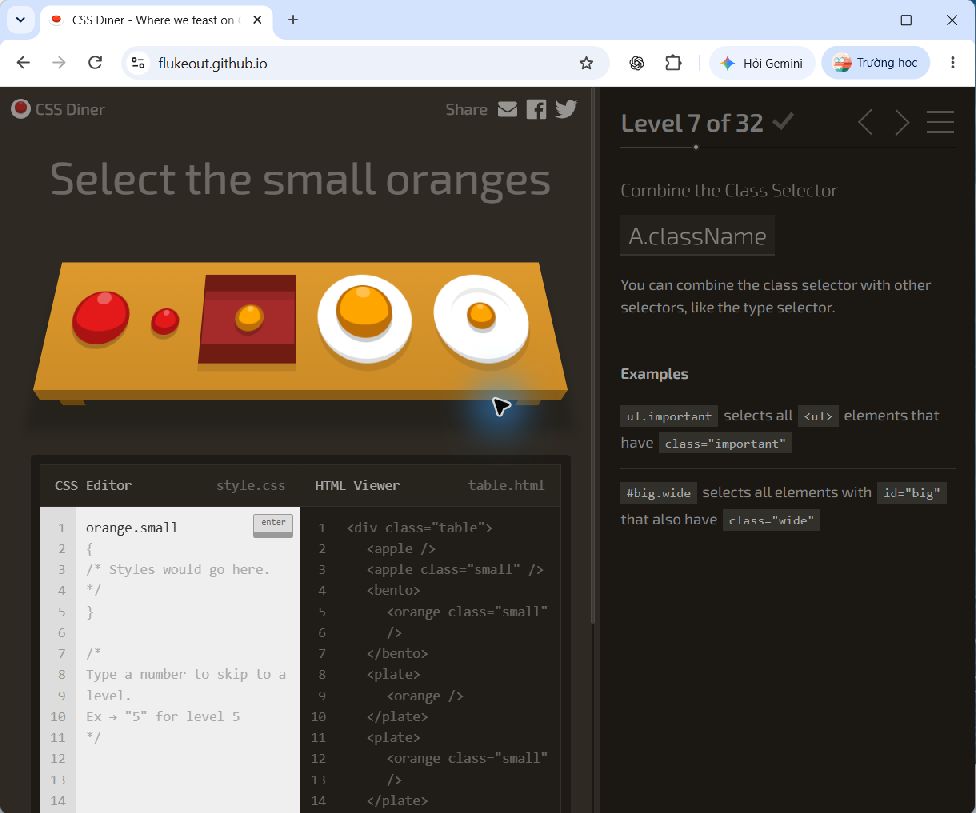 CSS Diner - Where we feast on
flukeout.github.io
Hỏi Gemini
Trường học
CSS Diner
Share
Select the small oranges
CSS Editor
style.css
enter
1 orange.small
2 {
3 /* Styles would go here.
4 */
5 }
6
7 /*
8 Type a number to skip to a
9 level.
10 Ex → "5" for level 5
11 */
12
13
14
HTML Viewer
table.html
1 <div class="table">
2 <apple />
3 <apple class="small" />
4 <bento>
5 <orange class="small"
6 />
7 </bento>
8 <plate>
9 <orange />
10 </plate>
11 <plate>
12 <orange class="small"
13 />
14 </plate>
Level 7 of 32
Combine the Class Selector
A.className
You can combine the class selector with other
selectors, like the type selector.
Examples
ul.important selects all <ul> elements that
have class="important"
#big.wide selects all elements with id="big"
that also have class="wide"